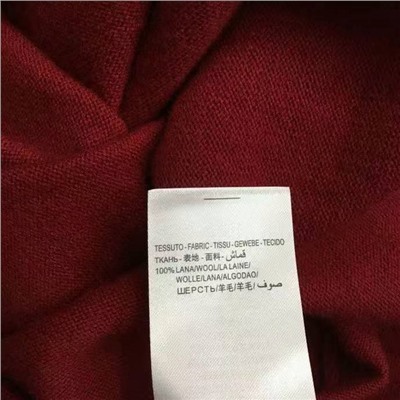 TESSUTO-FABRIC-TISSU-GEWEBE-TECIDO
ТКАНЬ-表地-面料-قماش
100%LANA/WOOL/LA LAINE/
WOLLE/LANA/ALGODAO/
ШЕРСТЬ/羊毛/羊毛/صوف